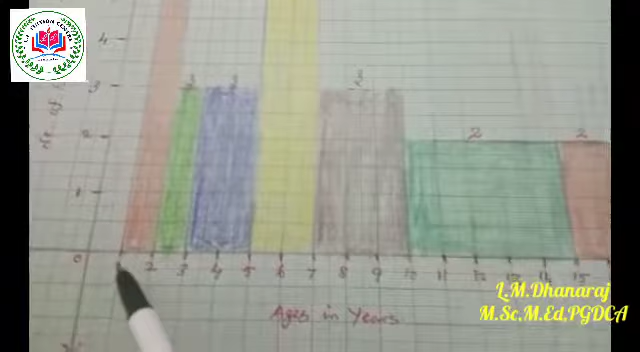 4
3 3 3 3
2 2 2
1
0 2 3 4 5 6 7 8 9 10 11 12 13 14 15
Ages in Years
L.M.Dhanaraj
M.Sc,M.Ed,PGDCA